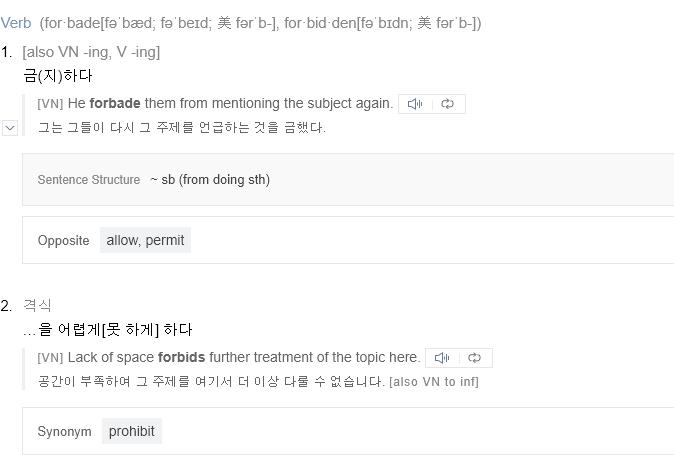 Verb (for·bade[fəˈbæd; fəˈbeɪd; 美 fərˈb-], for·bid·den[fəˈbɪdn; 美 fərˈb-])
1. [also VN -ing, V -ing]
금(지)하다
[VN] He forbade them from mentioning the subject again.
그는 그들이 다시 그 주제를 언급하는 것을 금했다.
Sentence Structure ~ sb (from doing sth)
Opposite allow, permit
2. 격식
…을 어렵게[못 하게] 하다
[VN] Lack of space forbids further treatment of the topic here.
공간이 부족하여 그 주제를 여기서 더 이상 다룰 수 없습니다. [also VN to inf]
Synonym prohibit